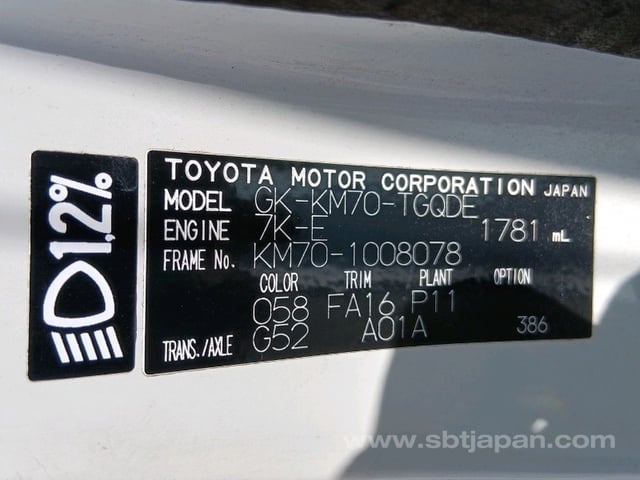 1.2%
TOYOTA MOTOR CORPORATION JAPAN
MODEL GK-KM70-TGQDE
ENGINE 7K-E 1781 mL
FRAME No. KM70-1008078
COLOR TRIM PLANT OPTION
058 FA16 P11
TRANS./AXLE G52 A01A 386
www.sbtjapan.com